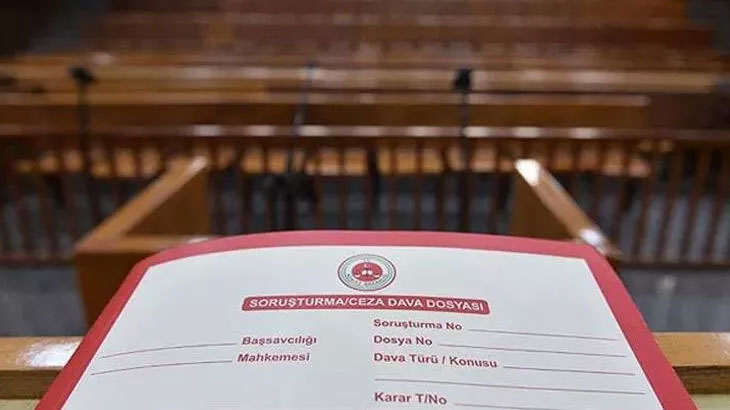 SORUŞTURMA/CEZA DAVA DOSYASI
Başsavcılığı
Mahkemesi
Soruşturma No
Dosya No
Dava Türü / Konusu
Karar T/No